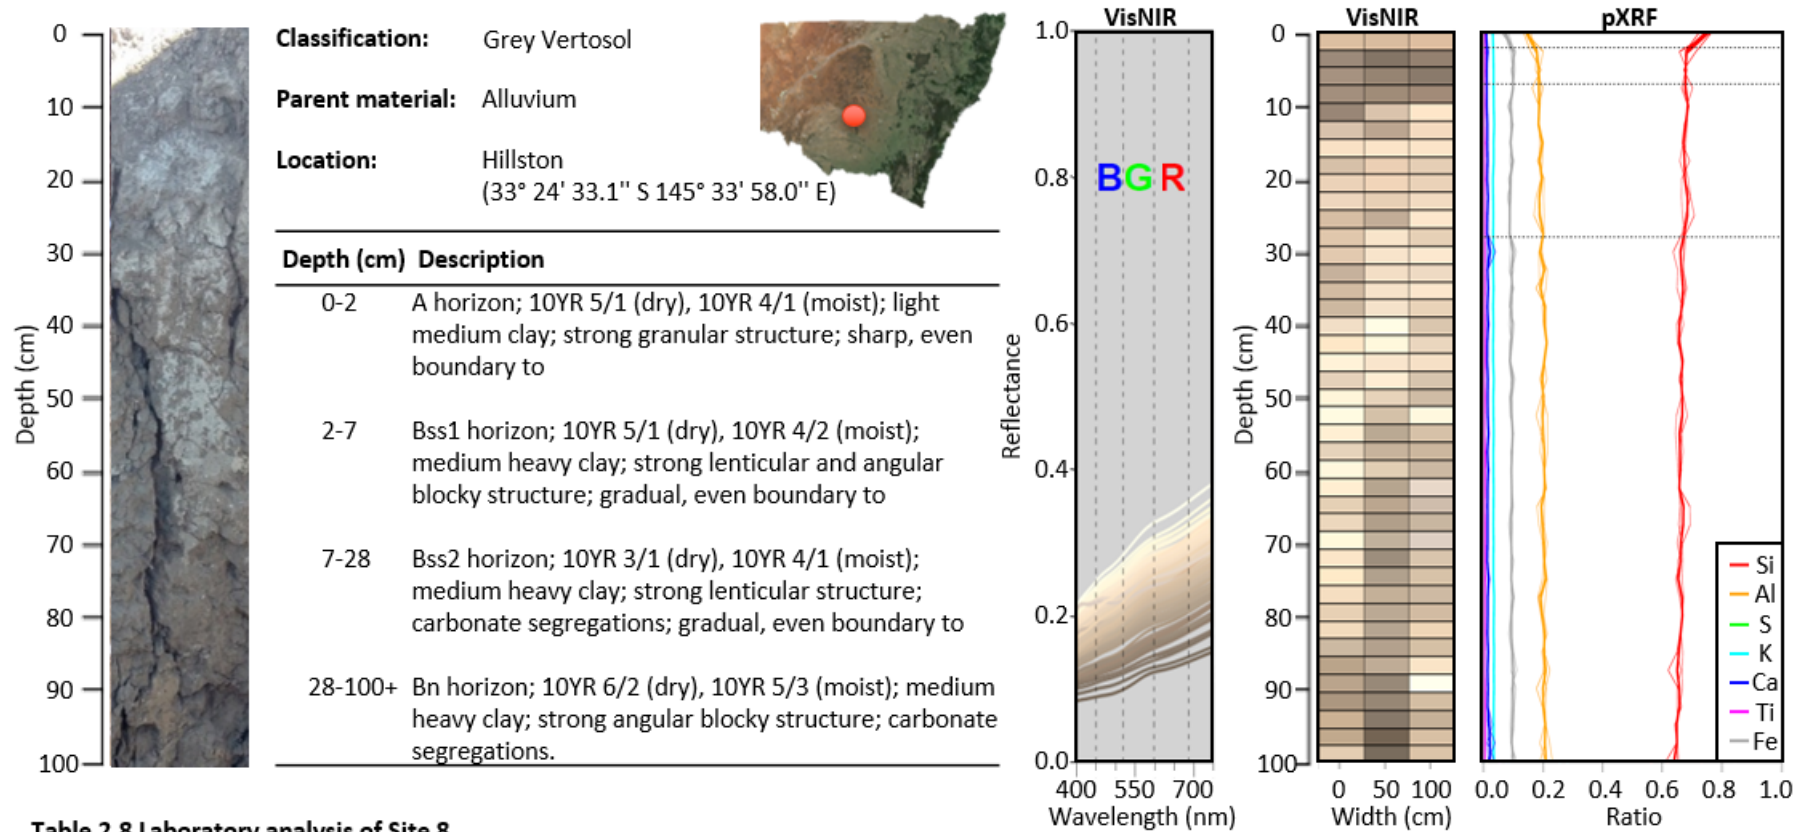 0
10
20
30
40
50
60
70
80
90
100
Depth (cm)
Classification: Grey Vertosol
Parent material: Alluvium
Location: Hillston
(33° 24' 33.1" S 145° 33' 58.0" E)
Depth (cm) Description
0-2 A horizon; 10YR 5/1 (dry), 10YR 4/1 (moist); light
medium clay; strong granular structure; sharp, even
boundary to
2-7 Bss1 horizon; 10YR 5/1 (dry), 10YR 4/2 (moist);
medium heavy clay; strong lenticular and angular
blocky structure; gradual, even boundary to
7-28 Bss2 horizon; 10YR 3/1 (dry), 10YR 4/1 (moist);
medium heavy clay; strong lenticular structure;
carbonate segregations; gradual, even boundary to
28-100+ Bn horizon; 10YR 6/2 (dry), 10YR 5/3 (moist); medium
heavy clay; strong angular blocky structure; carbonate
segregations.
VisNIR
1.0
0.8
0.6
0.4
0.2
0.0
Reflectance
B G R
400 550 700
Wavelength (nm)
VisNIR
0
10
20
30
40
50
60
70
80
90
100
Depth (cm)
0 50 100
Width (cm)
pXRF
Si
Al
S
K
Ca
Ti
Fe
0.0 0.2 0.4 0.6 0.8 1.0
Ratio
Table 2.8 Laboratory analysis of Site 8